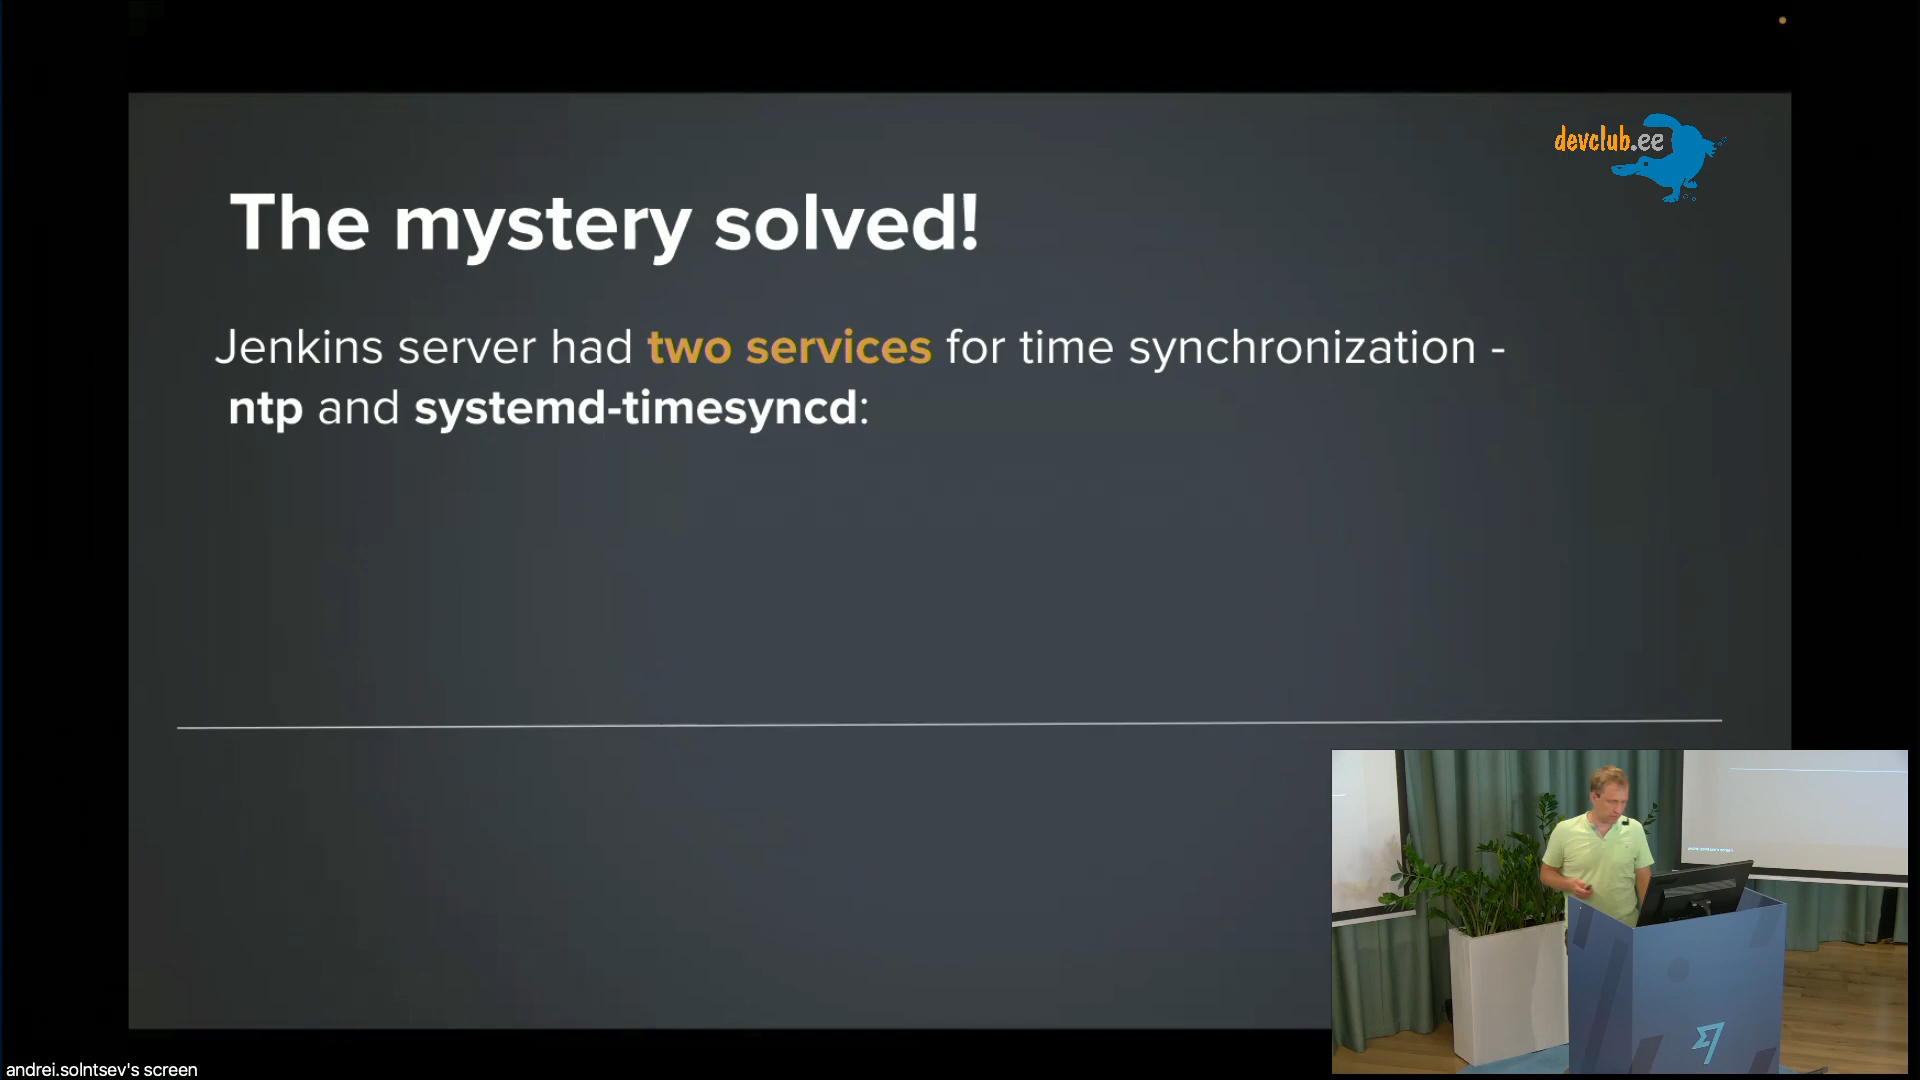 devclub.ee
The mystery solved!
Jenkins server had two services for time synchronization -
ntp and systemd-timesyncd:
andrei.solntsev's screen